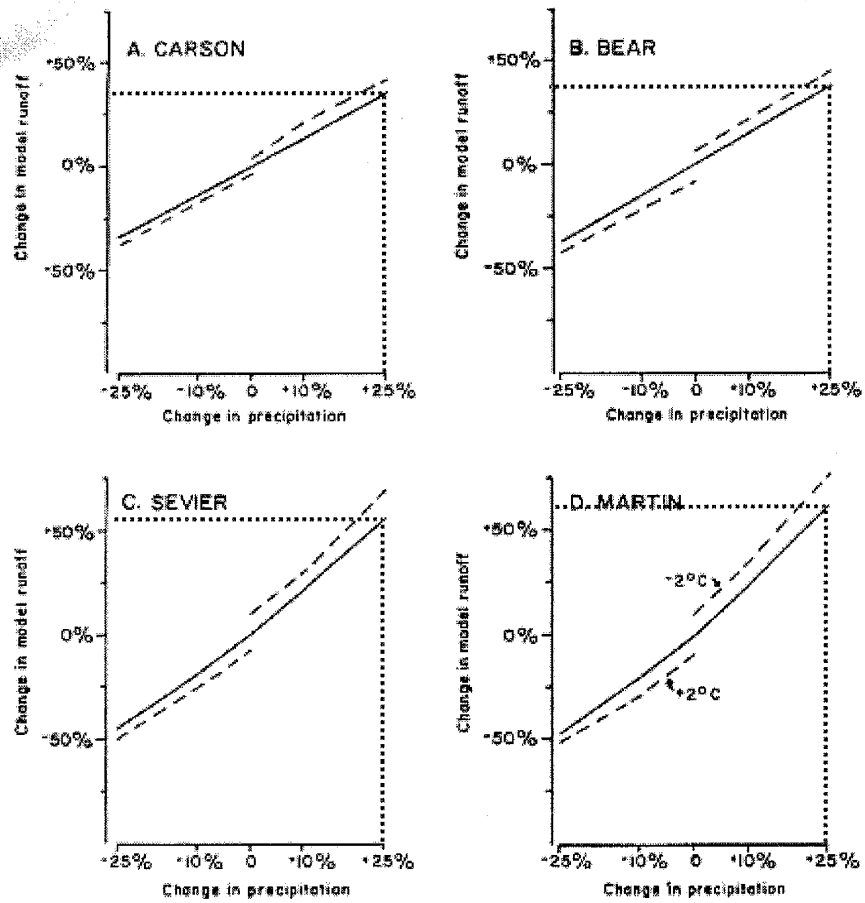 A. CARSON
+50%
0%
-50%
Change in model runoff
-25% -10% 0 +10% +25%
Change in precipitation
B. BEAR
+50%
0%
-50%
Change in model runoff
-25% -10% 0 +10% +25%
Change in precipitation
C. SEVIER
+50%
0%
-50%
Change in model runoff
-25% -10% 0 +10% +25%
Change in precipitation
D. MARTIN
+50%
0%
-50%
Change in model runoff
-2°C
+2°C
-25% -10% 0 +10% +25%
Change in precipitation